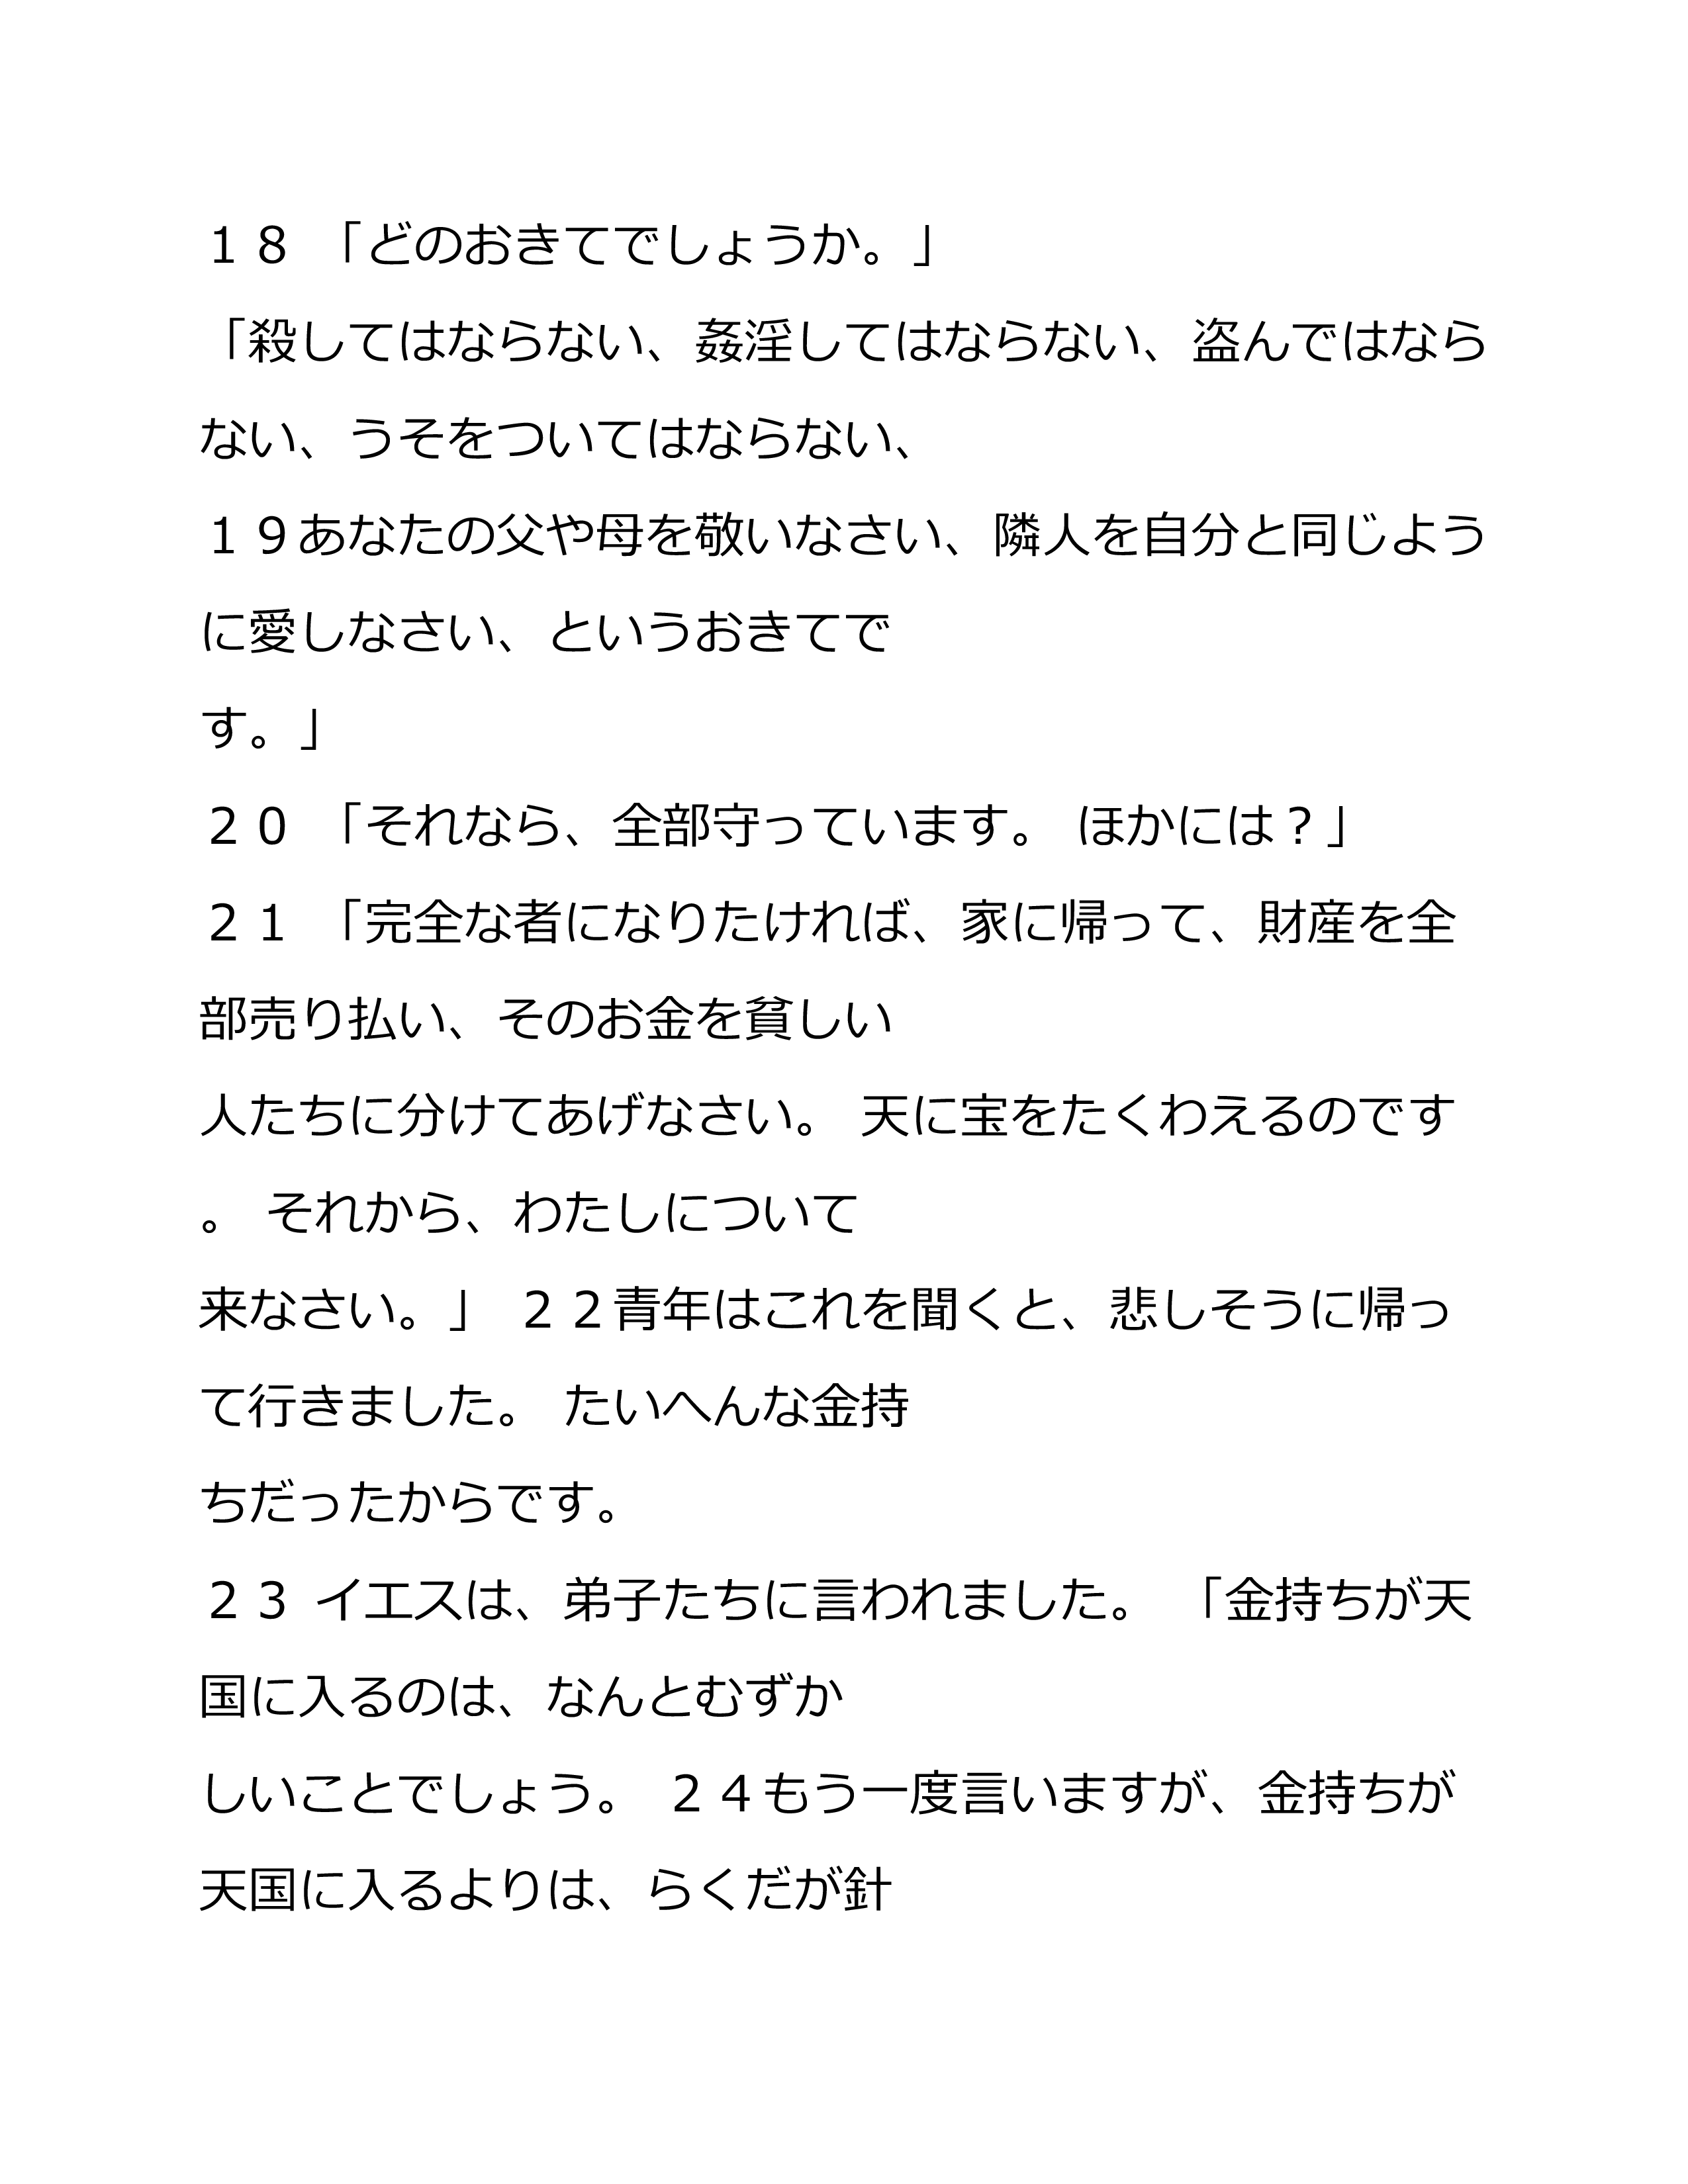 １８ 「どのおきてでしょうか。」
「殺してはならない、姦淫してはならない、盗んではなら
ない、うそをついてはならない、
１９あなたの父や母を敬いなさい、隣人を自分と同じよう
に愛しなさい、というおきてで
す。」
２０ 「それなら、全部守っています。 ほかには？」
２１ 「完全な者になりたければ、家に帰って、財産を全
部売り払い、そのお金を貧しい
人たちに分けてあげなさい。 天に宝をたくわえるのです
。 それから、わたしについて
来なさい。」 ２２青年はこれを聞くと、悲しそうに帰っ
て行きました。 たいへんな金持
ちだったからです。
２３ イエスは、弟子たちに言われました。 「金持ちが天
国に入るのは、なんとむずか
しいことでしょう。 ２４もう一度言いますが、金持ちが
天国に入るよりは、らくだが針